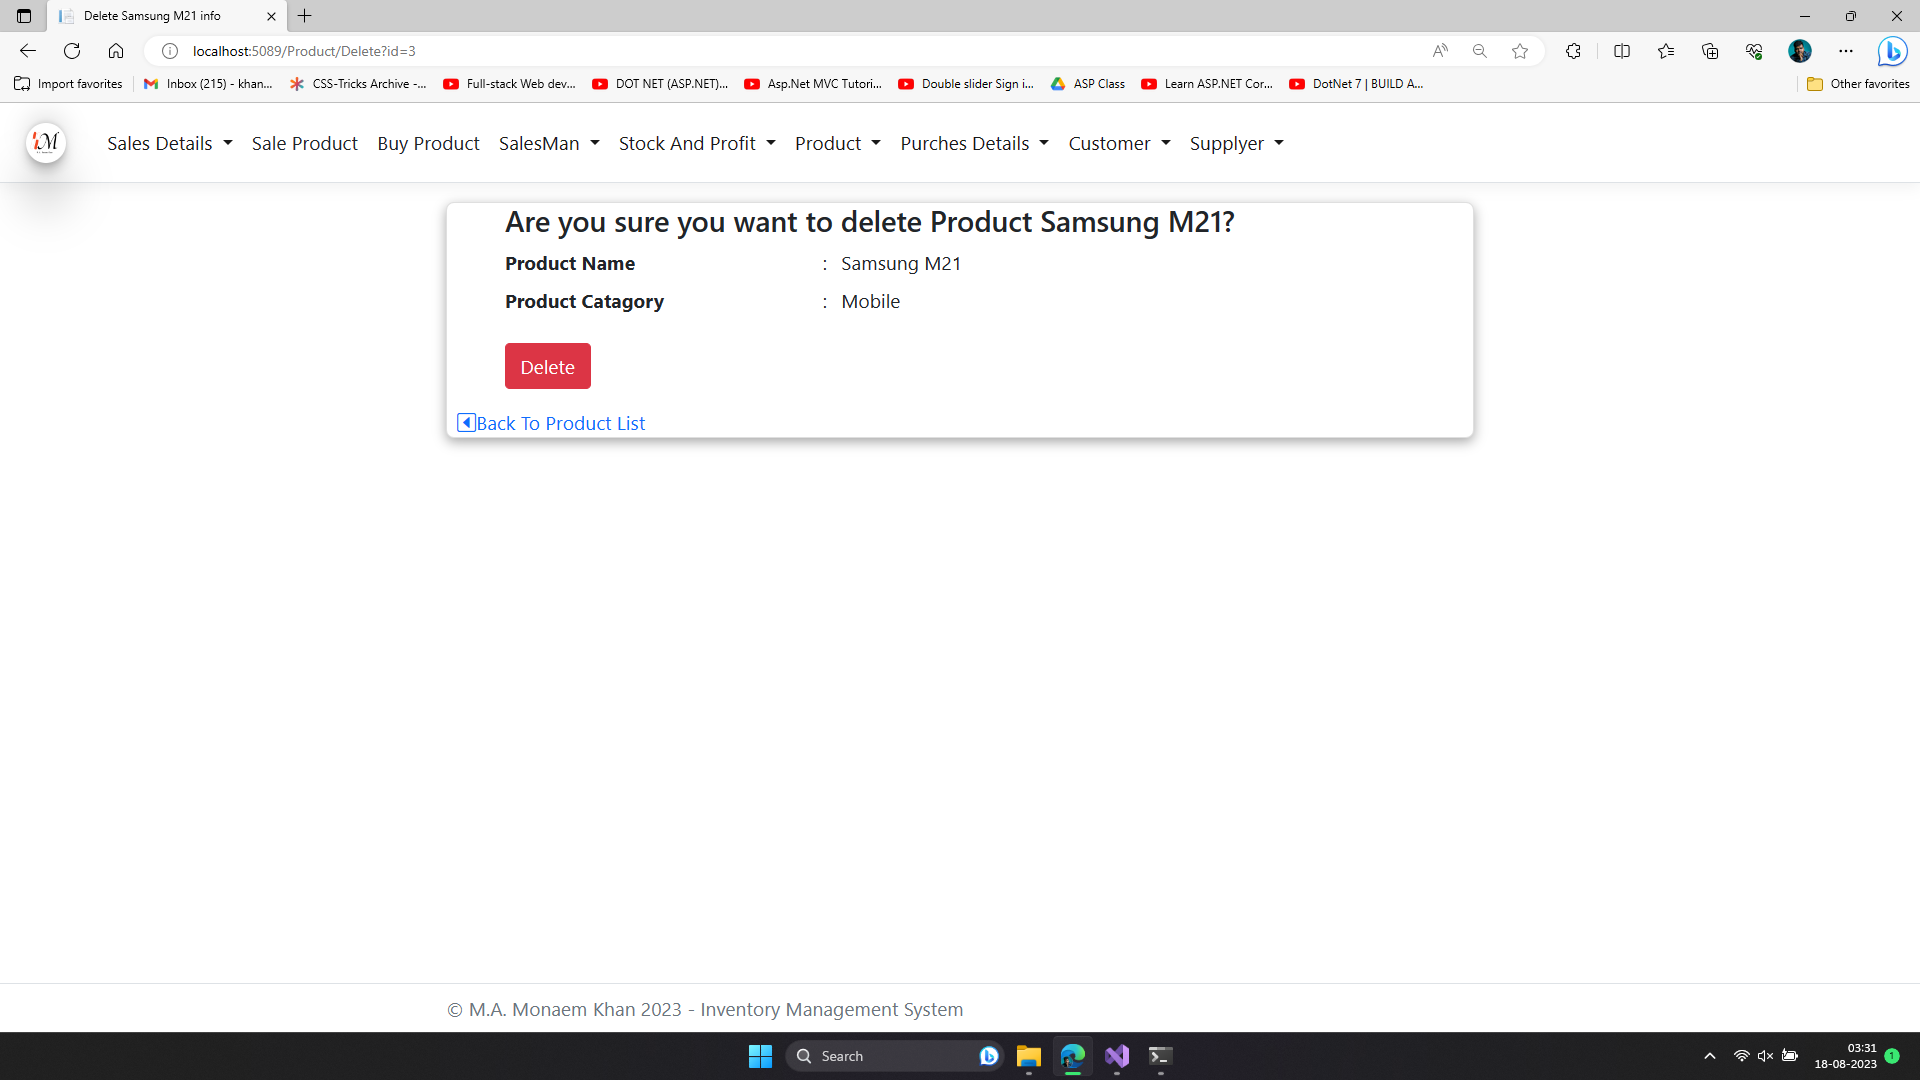 Delete Samsung M21 info
localhost:5089/Product/Delete?id=3
Import favorites
Inbox (215) - khan...
CSS-Tricks Archive -...
Full-stack Web dev...
DOT NET (ASP.NET)...
Asp.Net MVC Tutori...
Double slider Sign i...
ASP Class
Learn ASP.NET Cor...
DotNet 7 | BUILD A...
Other favorites
Sales Details
Sale Product
Buy Product
SalesMan
Stock And Profit
Product
Purches Details
Customer
Supplyer
Are you sure you want to delete Product Samsung M21?
Product Name : Samsung M21
Product Catagory : Mobile
Delete
Back To Product List
© M.A. Monaem Khan 2023 - Inventory Management System
Search
03:31
18-08-2023
1